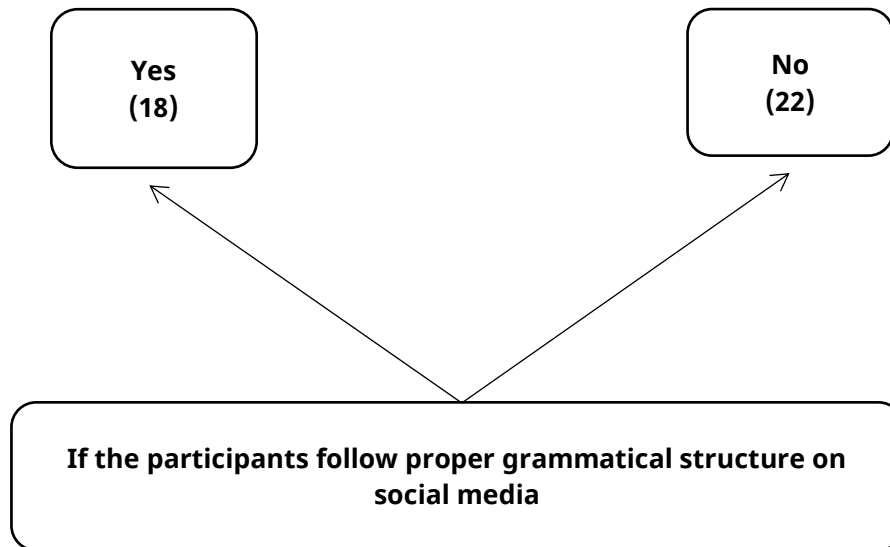 Yes
(18)
No
(22)
If the participants follow proper grammatical structure on
social media